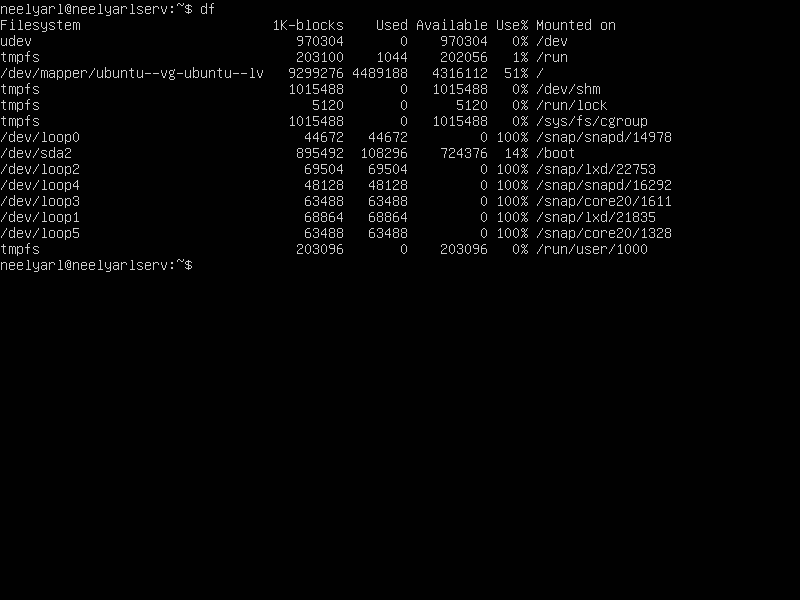 neelyarl@neelyarlserv:~$ df
Filesystem                        1K-blocks    Used Available Use% Mounted on
udev                                 970304       0    970304   0% /dev
tmpfs                                203100    1044    202056   1% /run
/dev/mapper/ubuntu--vg-ubuntu--lv   9299276 4489188   4316112  51% /
tmpfs                               1015488       0   1015488   0% /dev/shm
tmpfs                                  5120       0      5120   0% /run/lock
tmpfs                               1015488       0   1015488   0% /sys/fs/cgroup
/dev/loop0                            44672   44672         0 100% /snap/snapd/14978
/dev/sda2                            895492  108296    724376  14% /boot
/dev/loop2                            69504   69504         0 100% /snap/lxd/22753
/dev/loop4                            48128   48128         0 100% /snap/snapd/16292
/dev/loop3                            63488   63488         0 100% /snap/core20/1611
/dev/loop1                            68864   68864         0 100% /snap/lxd/21835
/dev/loop5                            63488   63488         0 100% /snap/core20/1328
tmpfs                                203096       0    203096   0% /run/user/1000
neelyarl@neelyarlserv:~$